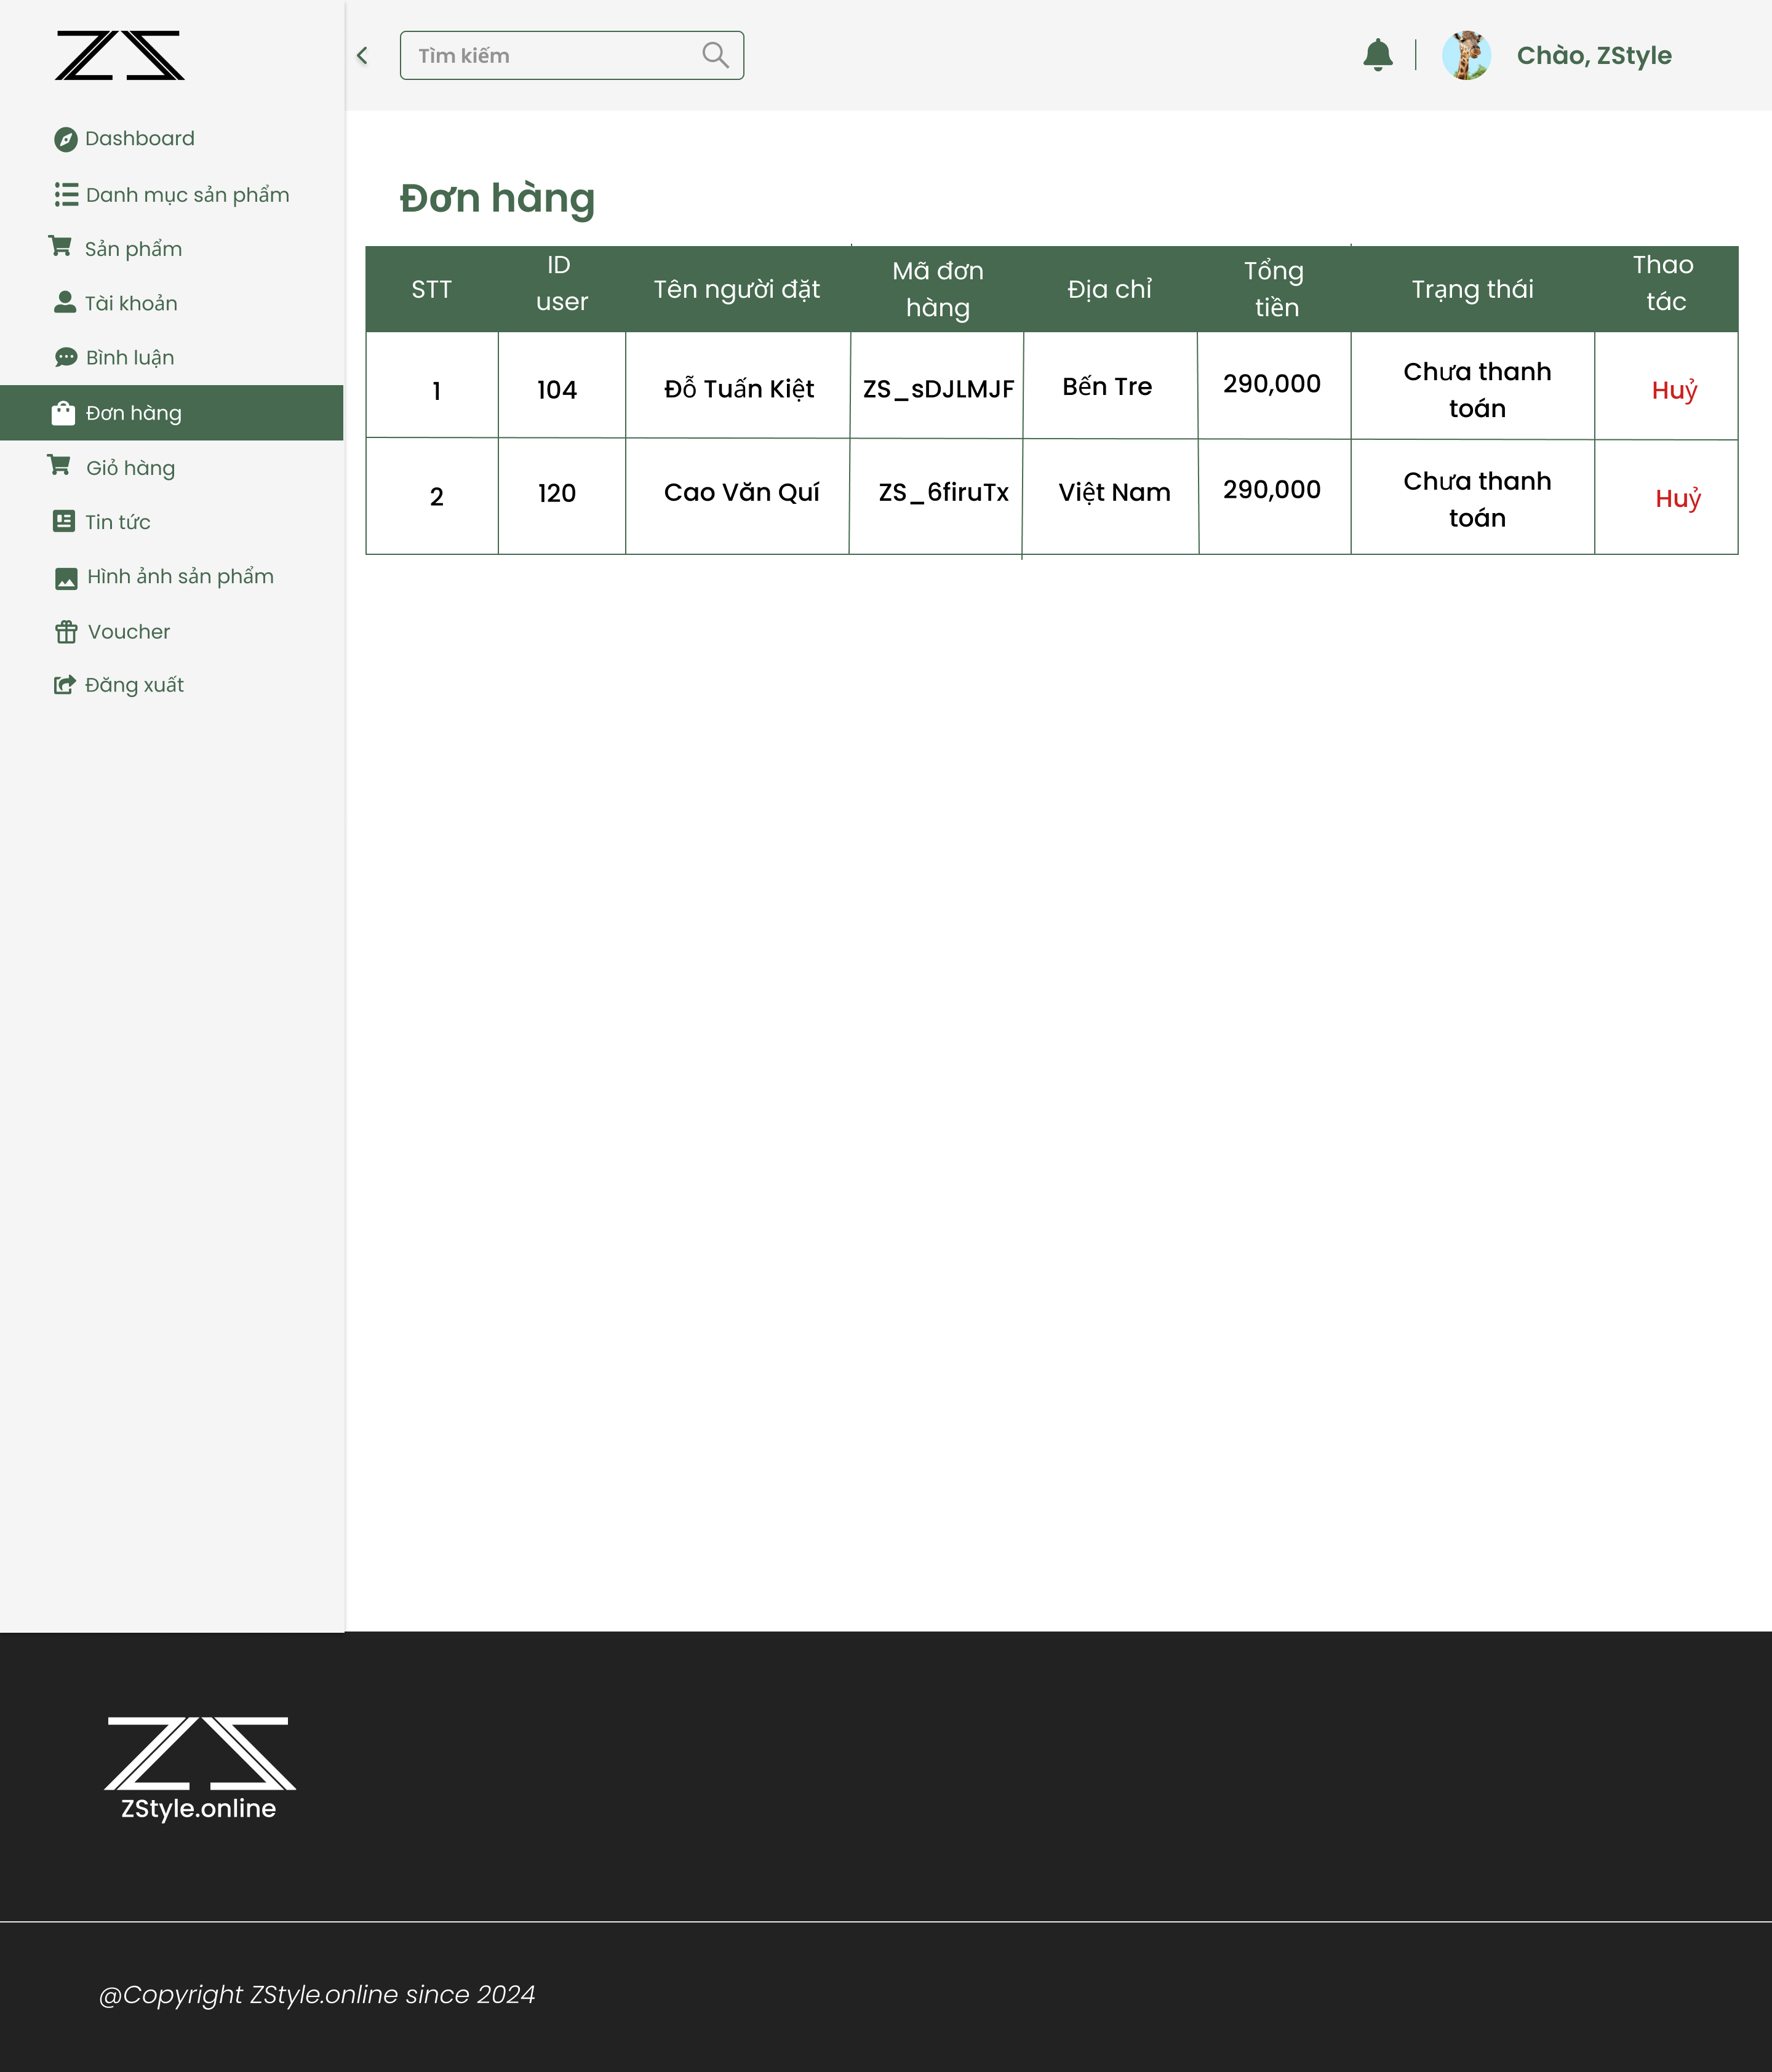 ZS
Tìm kiếm
Chào, ZStyle
Dashboard
Danh mục sản phẩm
Sản phẩm
Tài khoản
Bình luận
Đơn hàng
Giỏ hàng
Tin tức
Hình ảnh sản phẩm
Voucher
Đăng xuất
Đơn hàng
STT
ID
user
Tên người đặt
Mã đơn
hàng
Địa chỉ
Tổng
tiền
Trạng thái
Thao
tác
1
104
Đỗ Tuấn Kiệt
ZS_sDJLMJF
Bến Tre
290,000
Chưa thanh
toán
Huỷ
2
120
Cao Văn Quí
ZS_6firuTx
Việt Nam
290,000
Chưa thanh
toán
Huỷ
ZS
ZStyle.online
@Copyright ZStyle.online since 2024